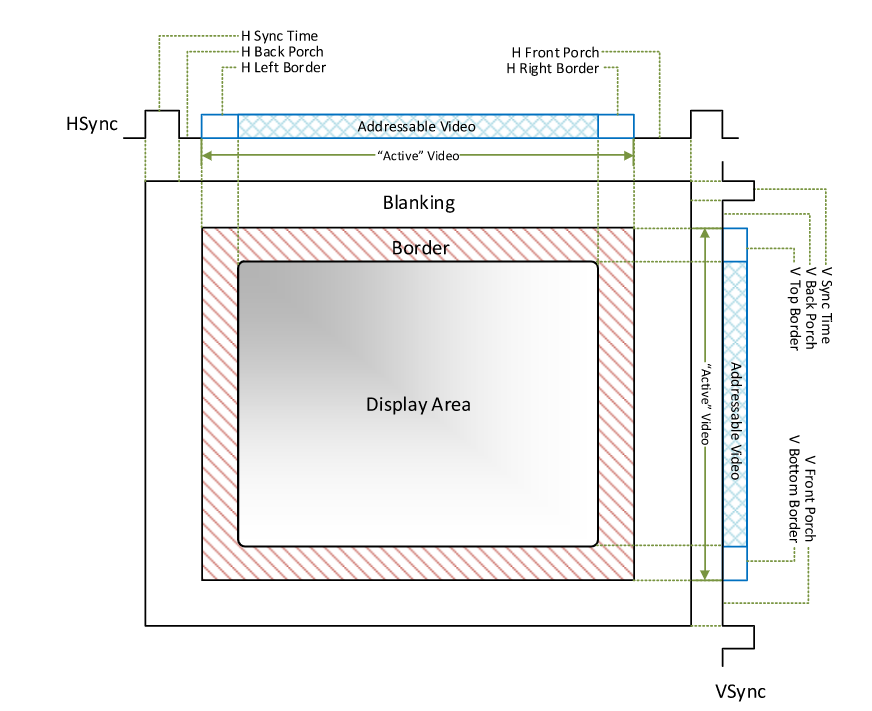 H Sync Time
H Back Porch
H Left Border
H Front Porch
H Right Border
HSync
Addressable Video
“Active” Video
Blanking
Border
Display Area
V Sync Time
V Back Porch
V Top Border
“Active” Video
Addressable Video
V Front Porch
V Bottom Border
VSync